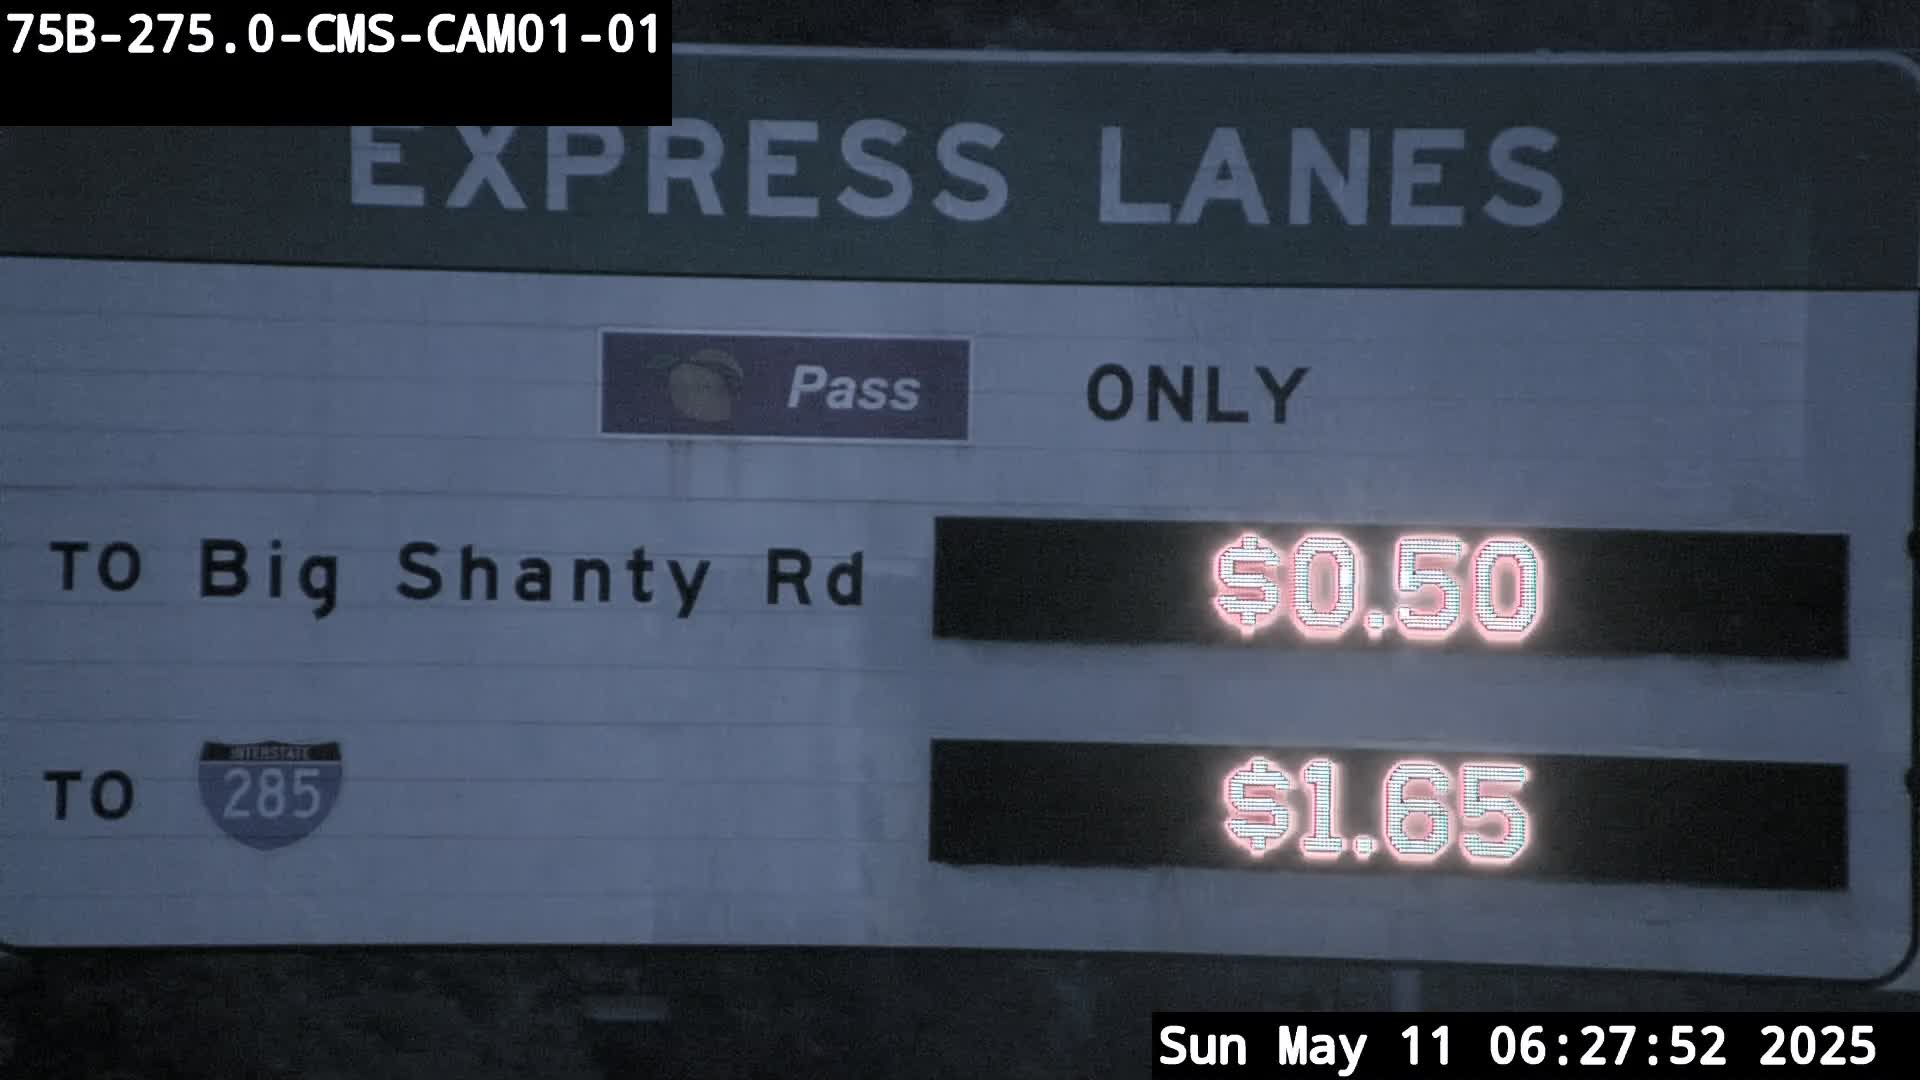 75B-275.0-CMS-CAM01-01
EXPRESS LANES
Pass ONLY
TO Big Shanty Rd $0.50
TO INTERSTATE 285 $1.65
Sun May 11 06:27:52 2025